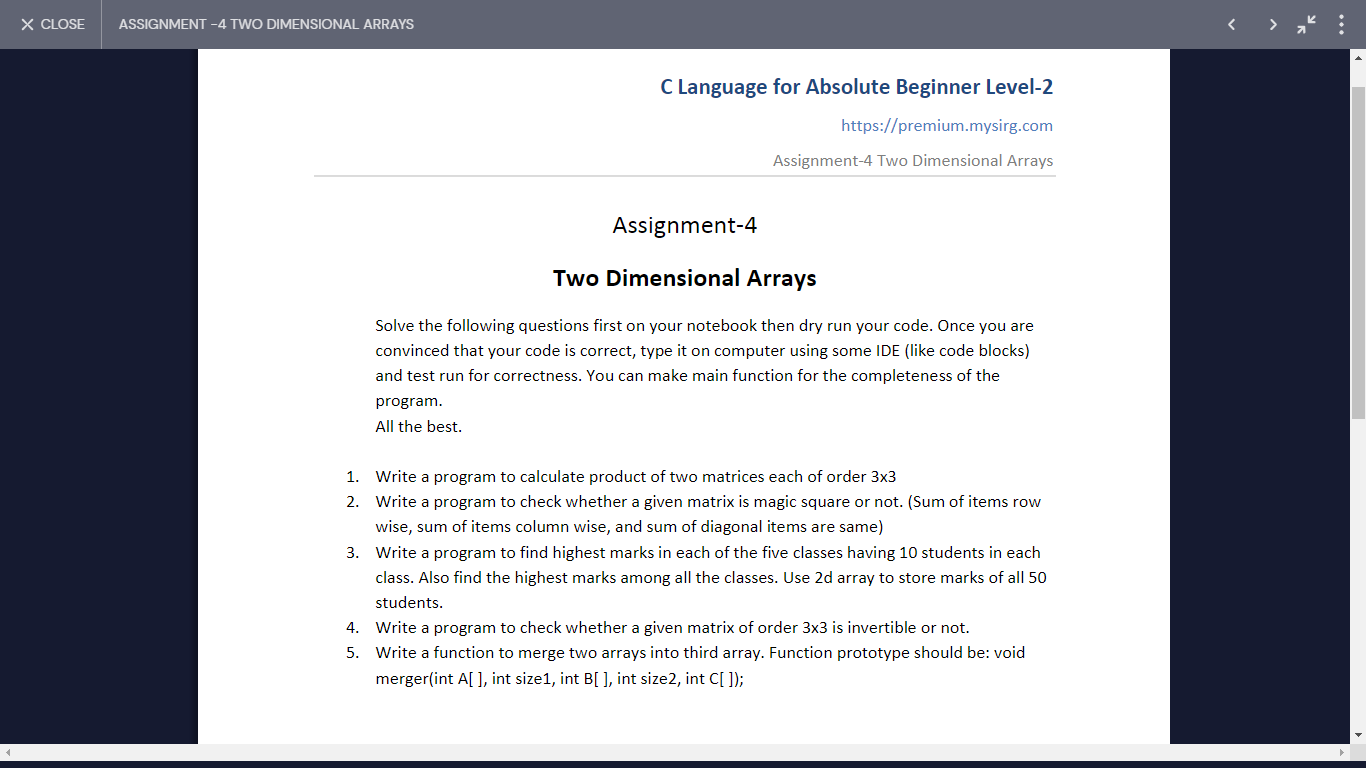 CLOSE
ASSIGNMENT -4 TWO DIMENSIONAL ARRAYS
C Language for Absolute Beginner Level-2
https://premium.mysirg.com
Assignment-4 Two Dimensional Arrays
Assignment-4
Two Dimensional Arrays
Solve the following questions first on your notebook then dry run your code. Once you are
convinced that your code is correct, type it on computer using some IDE (like code blocks)
and test run for correctness. You can make main function for the completeness of the
program.
All the best.
1. Write a program to calculate product of two matrices each of order 3x3
2. Write a program to check whether a given matrix is magic square or not. (Sum of items row
wise, sum of items column wise, and sum of diagonal items are same)
3. Write a program to find highest marks in each of the five classes having 10 students in each
class. Also find the highest marks among all the classes. Use 2d array to store marks of all 50
students.
4. Write a program to check whether a given matrix of order 3x3 is invertible or not.
5. Write a function to merge two arrays into third array. Function prototype should be: void
merger(int A[ ], int size1, int B[ ], int size2, int C[ ]);